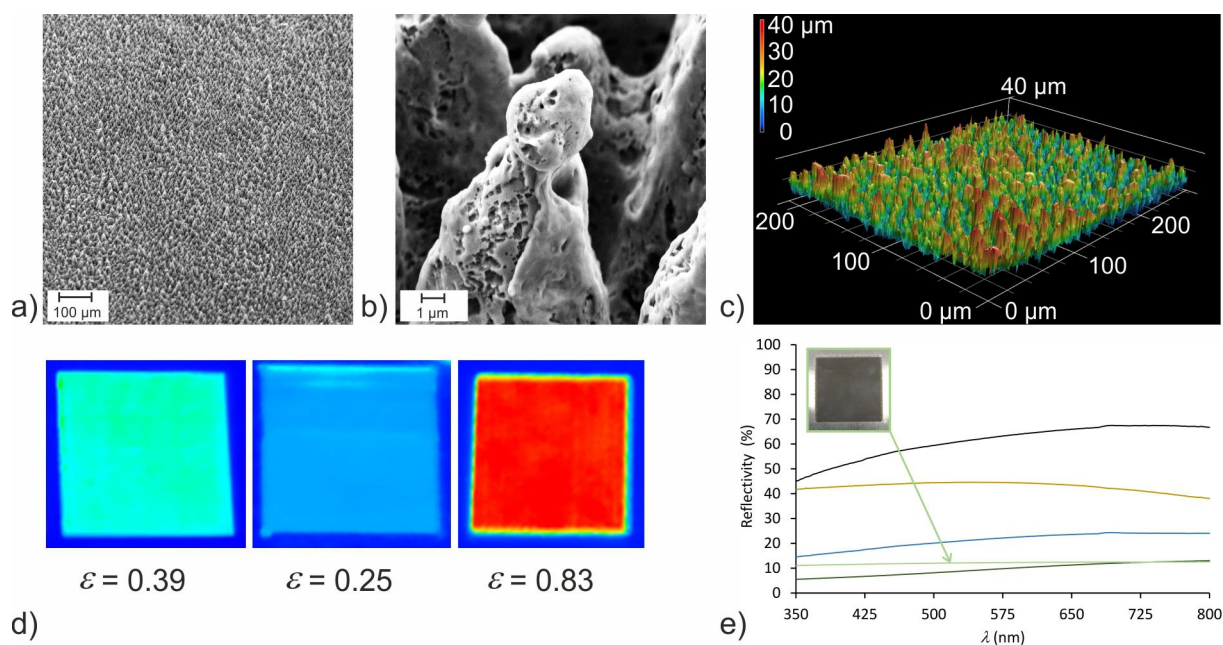 a)
100 µm
b)
1 µm
c)
40 µm
30
20
10
0
40 µm
200
100
0 µm
0 µm
100
200
d)
ε = 0.39
ε = 0.25
ε = 0.83
e)
Reflectivity (%)
100
90
80
70
60
50
40
30
20
10
0
350
425
500
575
650
725
800
λ (nm)